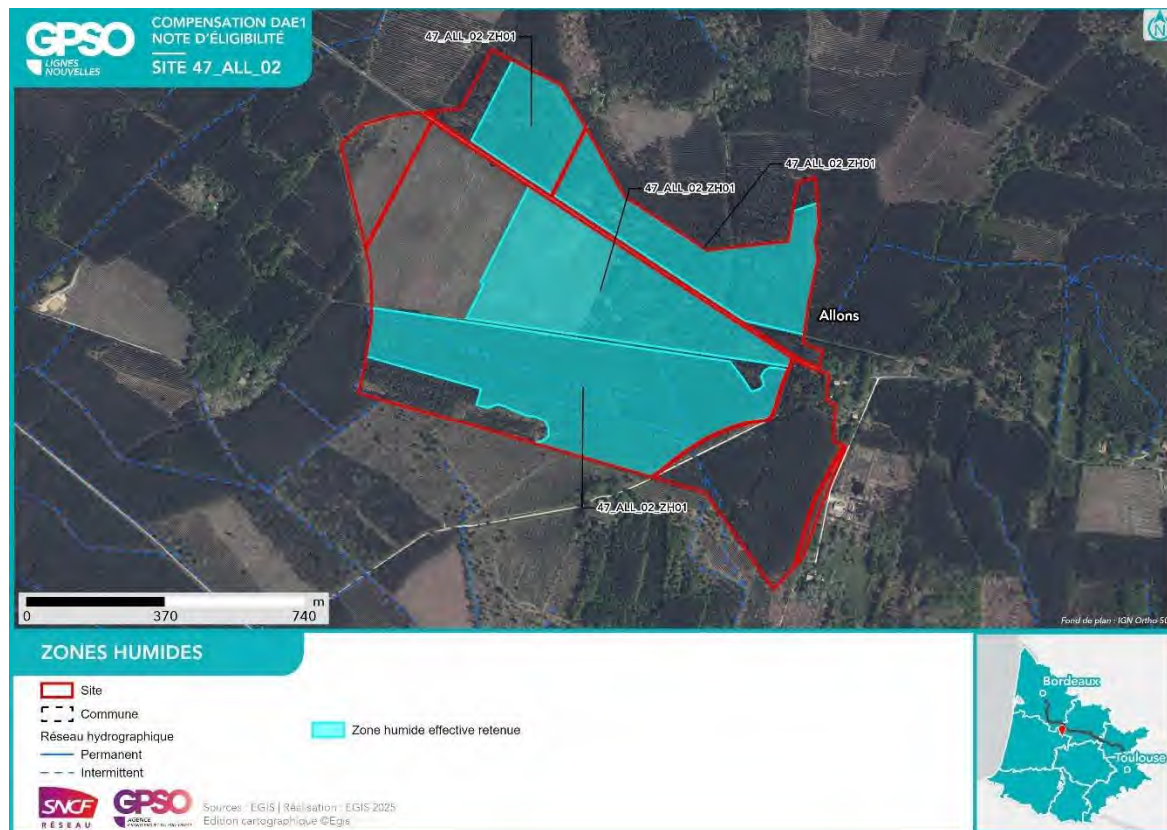 GPSO
LIGNES
NOUVELLES
COMPENSATION DAE1
NOTE D'ÉLIGIBILITÉ
SITE 47_ALL_02
N
47_ALL_02_ZH01
47_ALL_02_ZH01
47_ALL_02_ZH01
Allons
47_ALL_02_ZH01
m
0 370 740
Fond de plan : IGN Ortho
ZONES HUMIDES
Site
Commune
Réseau hydrographique
Permanent
Intermittent
Zone humide effective retenue
Bordeaux
Toulouse
SNCF
RÉSEAU
GPSO
AGENCE
Sources : EGIS | Réalisation : EGIS 2025
Edition cartographique ©Egis